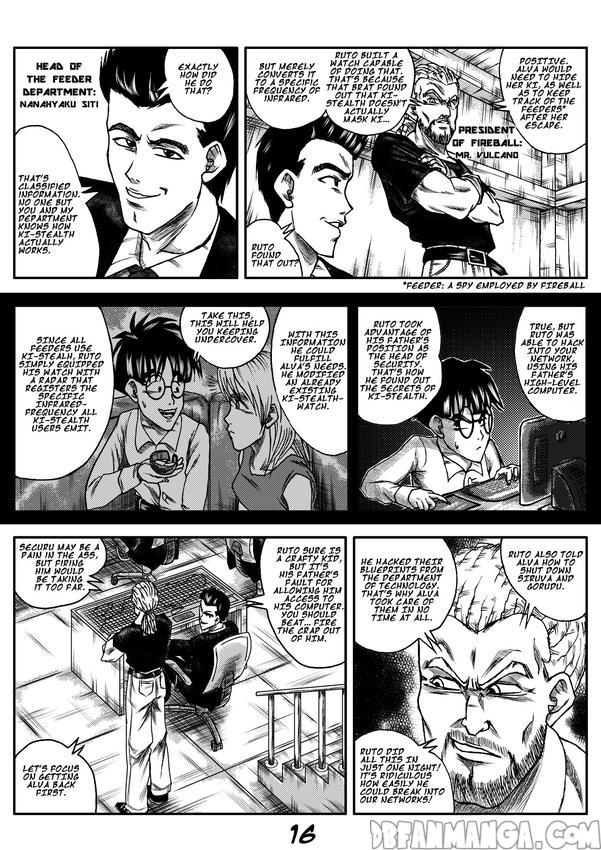 POSITIVE.
ALVA WOULD
NEED TO HIDE
HER KI, AS WELL
AS TO KEEP
TRACK OF THE
FEEDERS*
AFTER HER
ESCAPE.
PRESIDENT
OF FIREBALL:
MR. VULCANO
RUTO BUILT A
WATCH CAPABLE
OF DOING THAT.
THAT'S BECAUSE
THAT BRAT FOUND
OUT THAT KI-
STEALTH DOESN'T
ACTUALLY
MASK KI...
BUT MERELY
CONVERTS IT
TO A SPECIFIC
FREQUENCY OF
INFRARED.
RUTO
FOUND
THAT OUT?
*FEEDER: A SPY EMPLOYED BY FIREBALL
EXACTLY
HOW DID
HE DO
THAT?
HEAD OF
THE FEEDER
DEPARTMENT:
NANAHYAKU SITI
THAT'S
CLASSIFIED
INFORMATION.
NO ONE BUT
YOU AND MY
DEPARTMENT
KNOWS HOW
KI-STEALTH
ACTUALLY
WORKS.
TRUE, BUT
RUTO WAS
ABLE TO HACK
INTO YOUR
NETWORK,
USING HIS
FATHER'S
HIGH-LEVEL
COMPUTER.
RUTO TOOK
ADVANTAGE OF
HIS FATHER'S
POSITION AS
THE HEAD OF
SECURITY.
THAT'S HOW
HE FOUND OUT
THE SECRETS OF
KI-STEALTH.
WITH THIS
INFORMATION
HE COULD
FULFILL
ALVA'S NEEDS.
HE MODIFIED
AN ALREADY
EXISTING
KI-STEALTH-
WATCH.
TAKE THIS,
THIS WILL HELP
YOU KEEPING
UNDERCOVER.
SINCE ALL
FEEDERS USE
KI-STEALH, RUTO
SIMPLY EQUIPPED
HIS WATCH WITH
A RADAR THAT
REGISTERS THE
SPECIFIC
INFRARED-
FREQUENCY ALL
KI-STEALTH
USERS EMIT.
RUTO ALSO TOLD
ALVA HOW TO
SHUT DOWN
SIRUVA AND
GORUDU.
HE HACKED THEIR
BLUEPRINTS FROM
THE DEPARTMENT
OF TECHNOLOGY.
THAT'S WHY ALVA
TOOK CARE OF
THEM IN NO
TIME AT ALL.
RUTO DID
ALL THIS IN
JUST ONE NIGHT!
IT'S RIDICULOUS
HOW EASILY HE
COULD BREAK INTO
OUR NETWORKS!
RUTO SURE IS
A CRAFTY KID,
BUT IT'S
HIS FATHER'S
FAULT FOR
ALLOWING HIM
ACCESS TO
HIS COMPUTER.
YOU SHOULD
BEAT... FIRE
THE CRAP OUT
OF HIM.
SECURU MAY BE A
PAIN IN THE ASS,
BUT FIRING
HIM WOULD
BE TAKING
IT TOO FAR.
LET'S FOCUS
ON GETTING
ALVA BACK
FIRST.
16
DBFANMANGA.COM